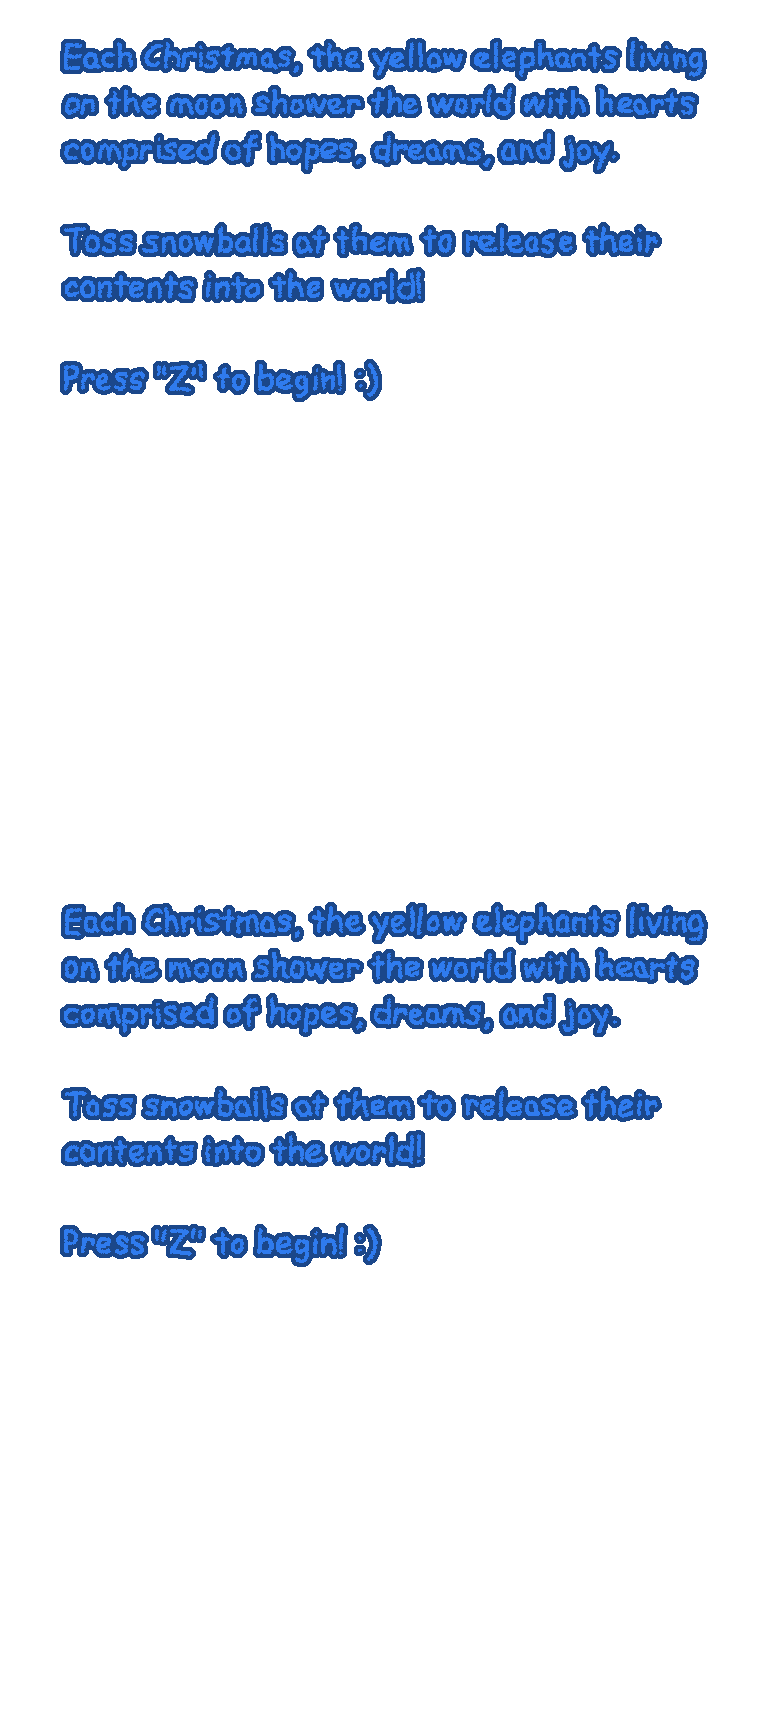 Each Christmas, the yellow elephants living
on the moon shower the world with hearts
comprised of hopes, dreams, and joy.
Toss snowballs at them to release their
contents into the world!
Press "Z" to begin! :)
Each Christmas, the yellow elephants living
on the moon shower the world with hearts
comprised of hopes, dreams, and joy.
Toss snowballs at them to release their
contents into the world!
Press "Z" to begin! :)